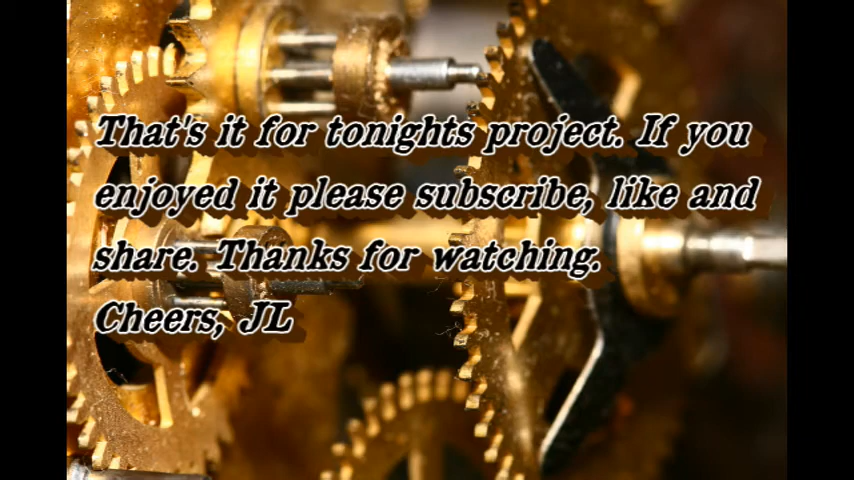 That's it for tonights project. If you
enjoyed it please subscribe, like and
share. Thanks for watching.
Cheers, JL